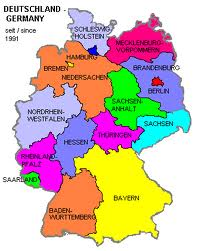 DEUTSCHLAND -
GERMANY
seit / since
1991
SCHLESWIG-
HOLSTEIN
MECKLENBURG-
VORPOMMERN
HAMBURG
BREMEN
NIEDERSACHEN
BRANDENBURG
BERLIN
SACHSEN-
ANHALT
NORDRHEIN-
WESTFALEN
SACHSEN
THÜRINGEN
HESSEN
RHEINLAND-
PFALZ
SAARLAND
BAYERN
BADEN-
WÜRTTEMBERG